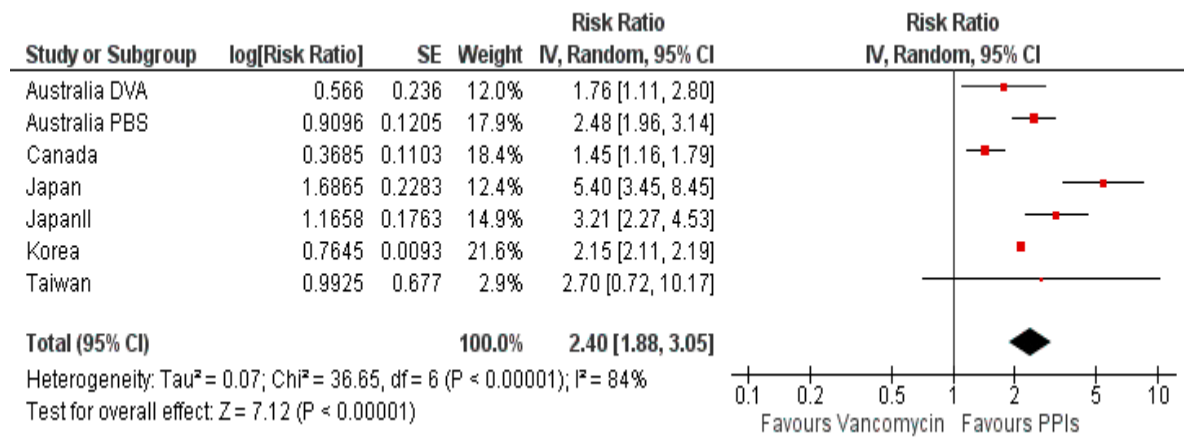 Risk Ratio Risk Ratio
Study or Subgroup log[Risk Ratio] SE Weight IV, Random, 95% CI IV, Random, 95% CI
Australia DVA 0.566 0.236 12.0% 1.76 [1.11, 2.80]
Australia PBS 0.9096 0.1205 17.9% 2.48 [1.96, 3.14]
Canada 0.3685 0.1103 18.4% 1.45 [1.16, 1.79]
Japan 1.6865 0.2283 12.4% 5.40 [3.45, 8.45]
JapanII 1.1658 0.1763 14.9% 3.21 [2.27, 4.53]
Korea 0.7645 0.0093 21.6% 2.15 [2.11, 2.19]
Taiwan 0.9925 0.677 2.9% 2.70 [0.72, 10.17]
Total (95% CI) 100.0% 2.40 [1.88, 3.05]
Heterogeneity: Tau² = 0.07; Chi² = 36.65, df = 6 (P < 0.00001); I² = 84%
Test for overall effect: Z = 7.12 (P < 0.00001)
0.1 0.2 0.5 1 2 5 10
Favours Vancomycin Favours PPIs